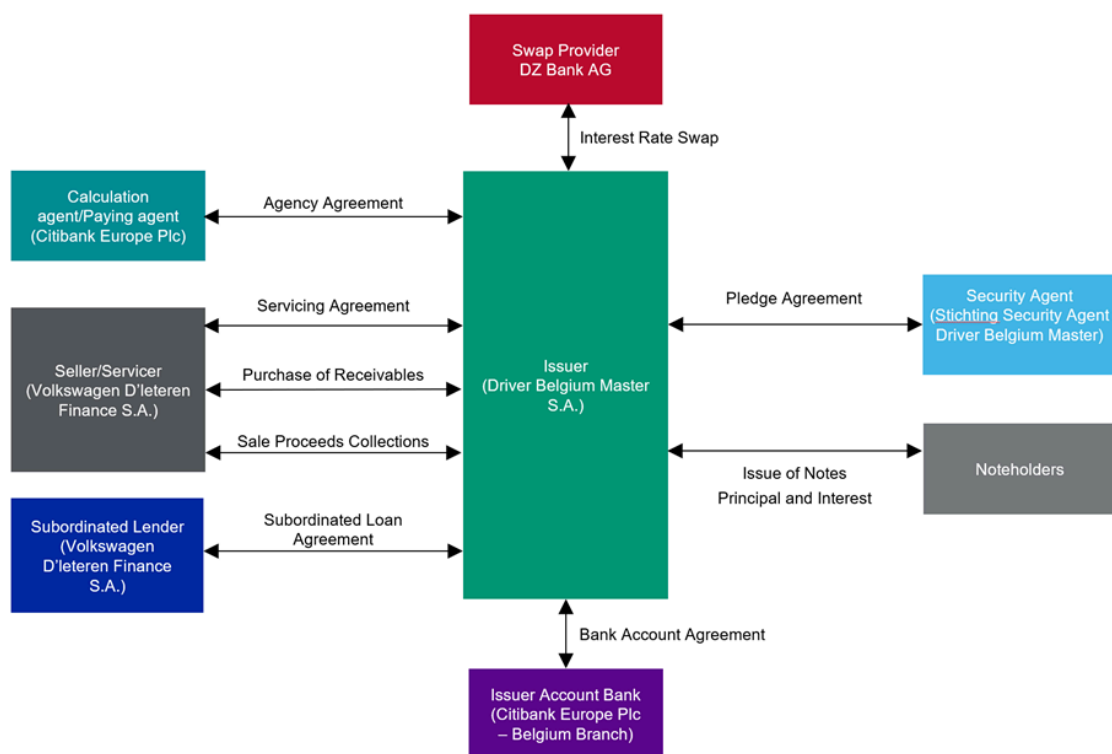 Swap Provider
DZ Bank AG
Interest Rate Swap
Calculation
agent/Paying agent
(Citibank Europe Plc)
Agency Agreement
Servicing Agreement
Seller/Servicer
(Volkswagen D'Ieteren
Finance S.A.)
Purchase of Receivables
Sale Proceeds Collections
Subordinated Lender
(Volkswagen
D'Ieteren Finance
S.A.)
Subordinated Loan
Agreement
Issuer
(Driver Belgium Master
S.A.)
Pledge Agreement
Security Agent
(Stichting Security Agent
Driver Belgium Master)
Issue of Notes
Principal and Interest
Noteholders
Bank Account Agreement
Issuer Account Bank
(Citibank Europe Plc
– Belgium Branch)